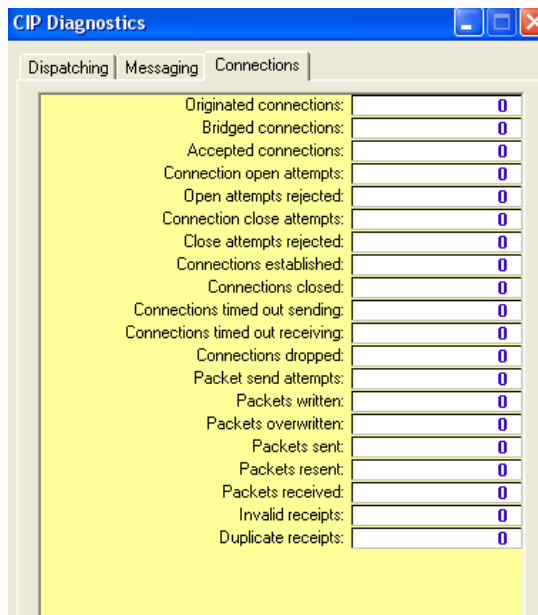 CIP Diagnostics
Dispatching Messaging Connections
Originated connections: 0
Bridged connections: 0
Accepted connections: 0
Connection open attempts: 0
Open attempts rejected: 0
Connection close attempts: 0
Close attempts rejected: 0
Connections established: 0
Connections closed: 0
Connections timed out sending: 0
Connections timed out receiving: 0
Connections dropped: 0
Packet send attempts: 0
Packets written: 0
Packets overwritten: 0
Packets sent: 0
Packets resent: 0
Packets received: 0
Invalid receipts: 0
Duplicate receipts: 0